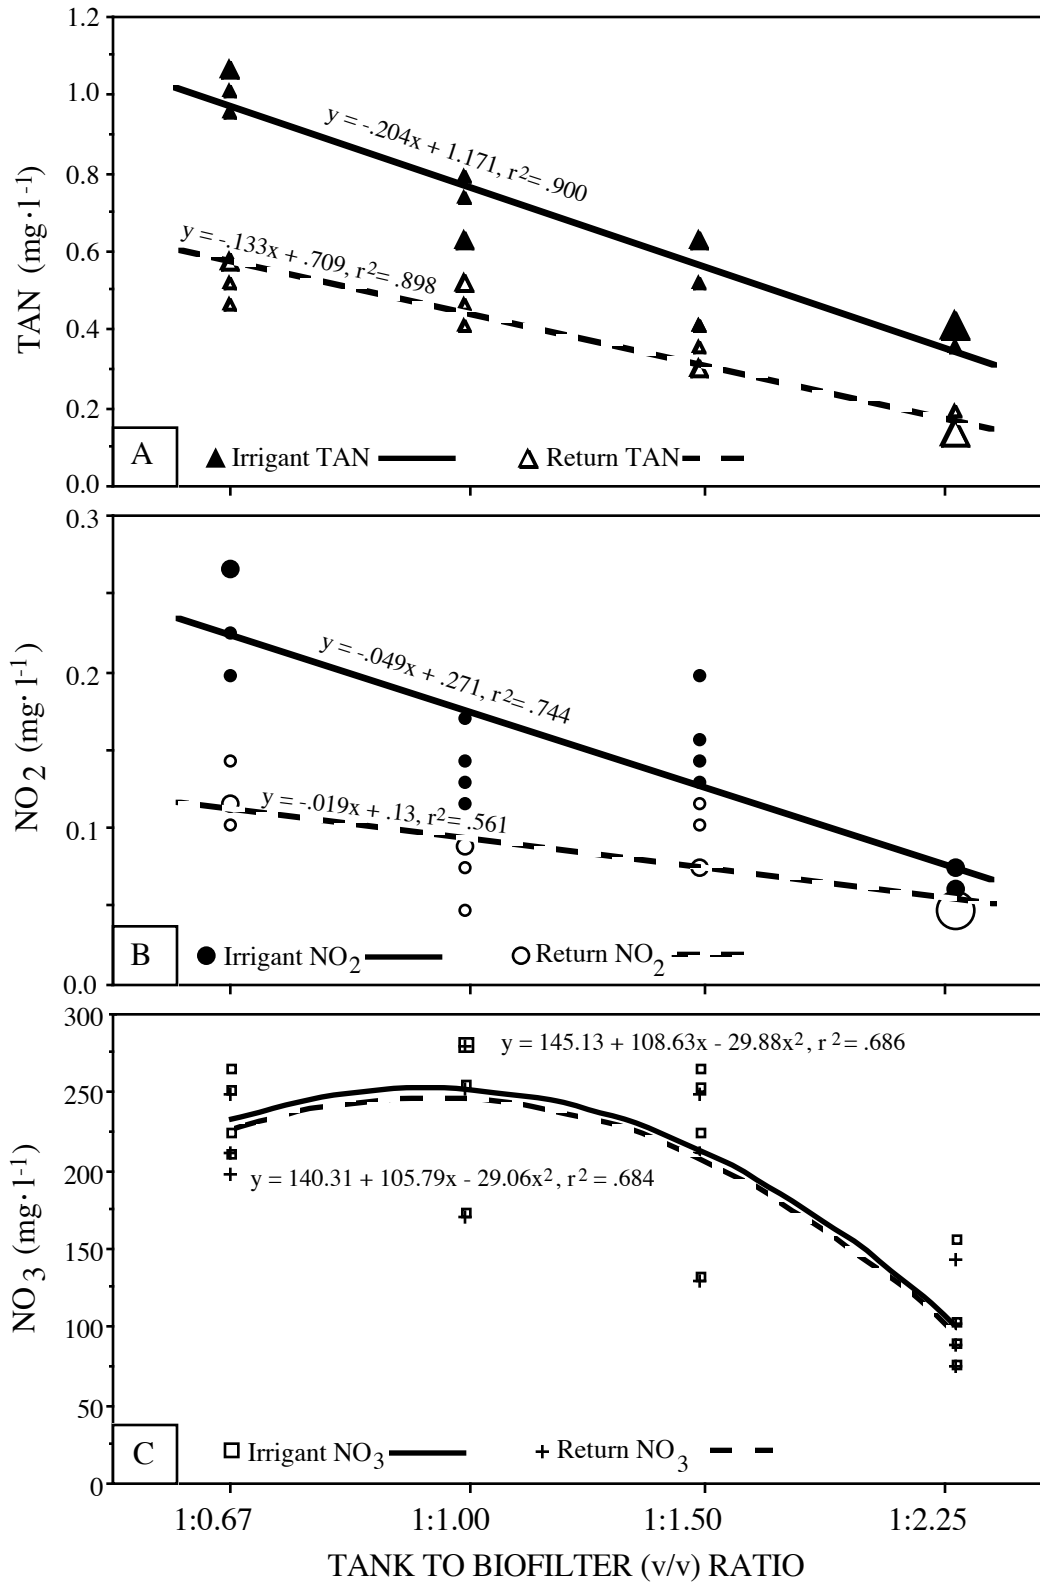 1.2
1.0
0.8
0.6
0.4
0.2
0.0
TAN (mg·l⁻¹)
y = -.204x + 1.171, r²= .900
y = -.133x + .709, r²= .898
A
Irrigant TAN
Return TAN
0.3
0.2
0.1
0.0
NO₂ (mg·l⁻¹)
y = -.049x + .271, r²= .744
y = -.019x + .13, r²= .561
B
Irrigant NO₂
Return NO₂
300
250
200
150
100
50
0
NO₃ (mg·l⁻¹)
y = 145.13 + 108.63x - 29.88x², r² = .686
y = 140.31 + 105.79x - 29.06x², r² = .684
C
Irrigant NO₃
Return NO₃
1:0.67
1:1.00
1:1.50
1:2.25
TANK TO BIOFILTER (v/v) RATIO